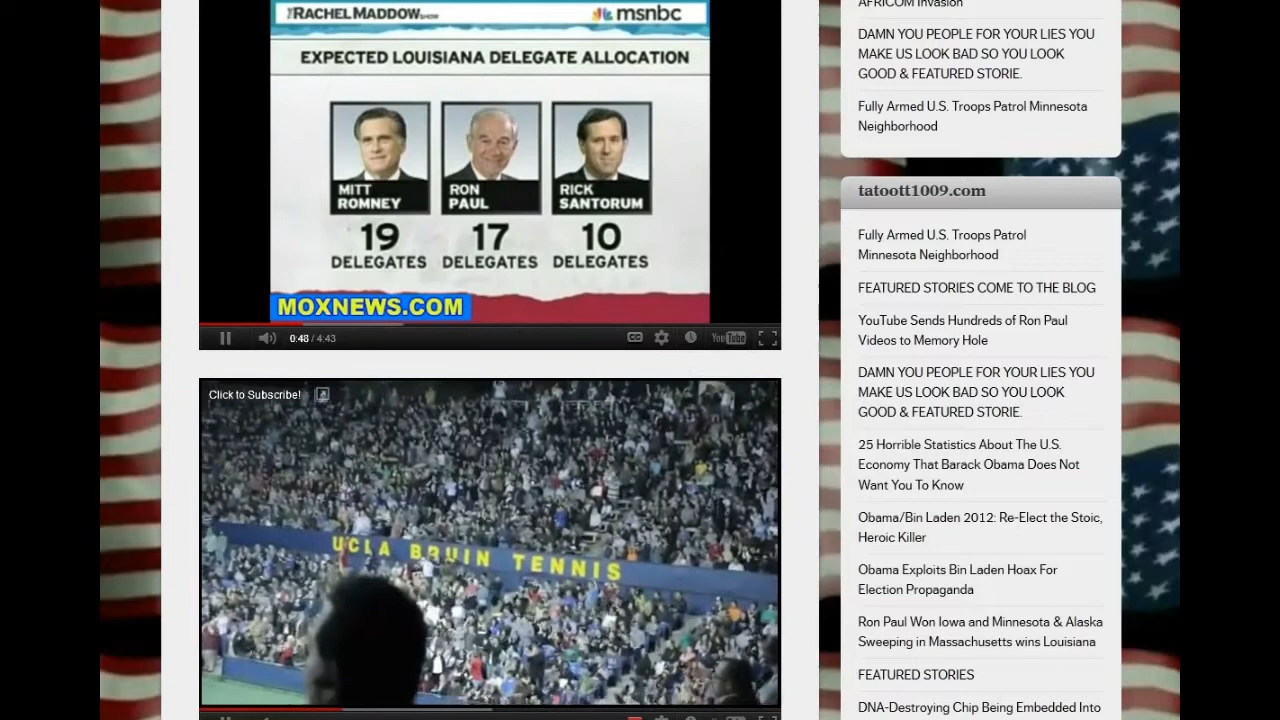 THE RACHEL MADDOW SHOW
msnbc
EXPECTED LOUISIANA DELEGATE ALLOCATION
MITT
ROMNEY
RON
PAUL
RICK
SANTORUM
19
17
10
DELEGATES
DELEGATES
DELEGATES
MOXNEWS.COM
0:48 / 4:43
CC
YouTube
Click to Subscribe!
UCLA BRUIN TENNIS
AFRICOM Invasion
DAMN YOU PEOPLE FOR YOUR LIES YOU
MAKE US LOOK BAD SO YOU LOOK
GOOD & FEATURED STORIE.
Fully Armed U.S. Troops Patrol Minnesota
Neighborhood
tatoott1009.com
Fully Armed U.S. Troops Patrol
Minnesota Neighborhood
FEATURED STORIES COME TO THE BLOG
YouTube Sends Hundreds of Ron Paul
Videos to Memory Hole
DAMN YOU PEOPLE FOR YOUR LIES YOU
MAKE US LOOK BAD SO YOU LOOK
GOOD & FEATURED STORIE.
25 Horrible Statistics About The U.S.
Economy That Barack Obama Does Not
Want You To Know
Obama/Bin Laden 2012: Re-Elect the Stoic,
Heroic Killer
Obama Exploits Bin Laden Hoax For
Election Propaganda
Ron Paul Won Iowa and Minnesota & Alaska
Sweeping in Massachusetts wins Louisiana
FEATURED STORIES
DNA-Destroying Chip Being Embedded Into